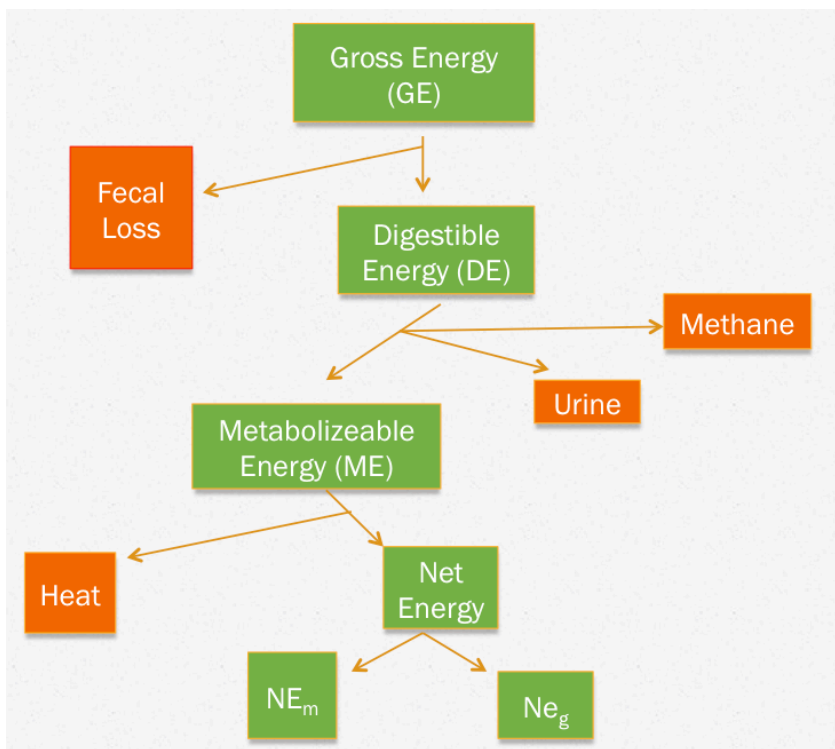 Gross Energy
(GE)
Fecal
Loss
Digestible
Energy (DE)
Methane
Urine
Metabolizeable
Energy (ME)
Heat
Net
Energy
NEm
Neg